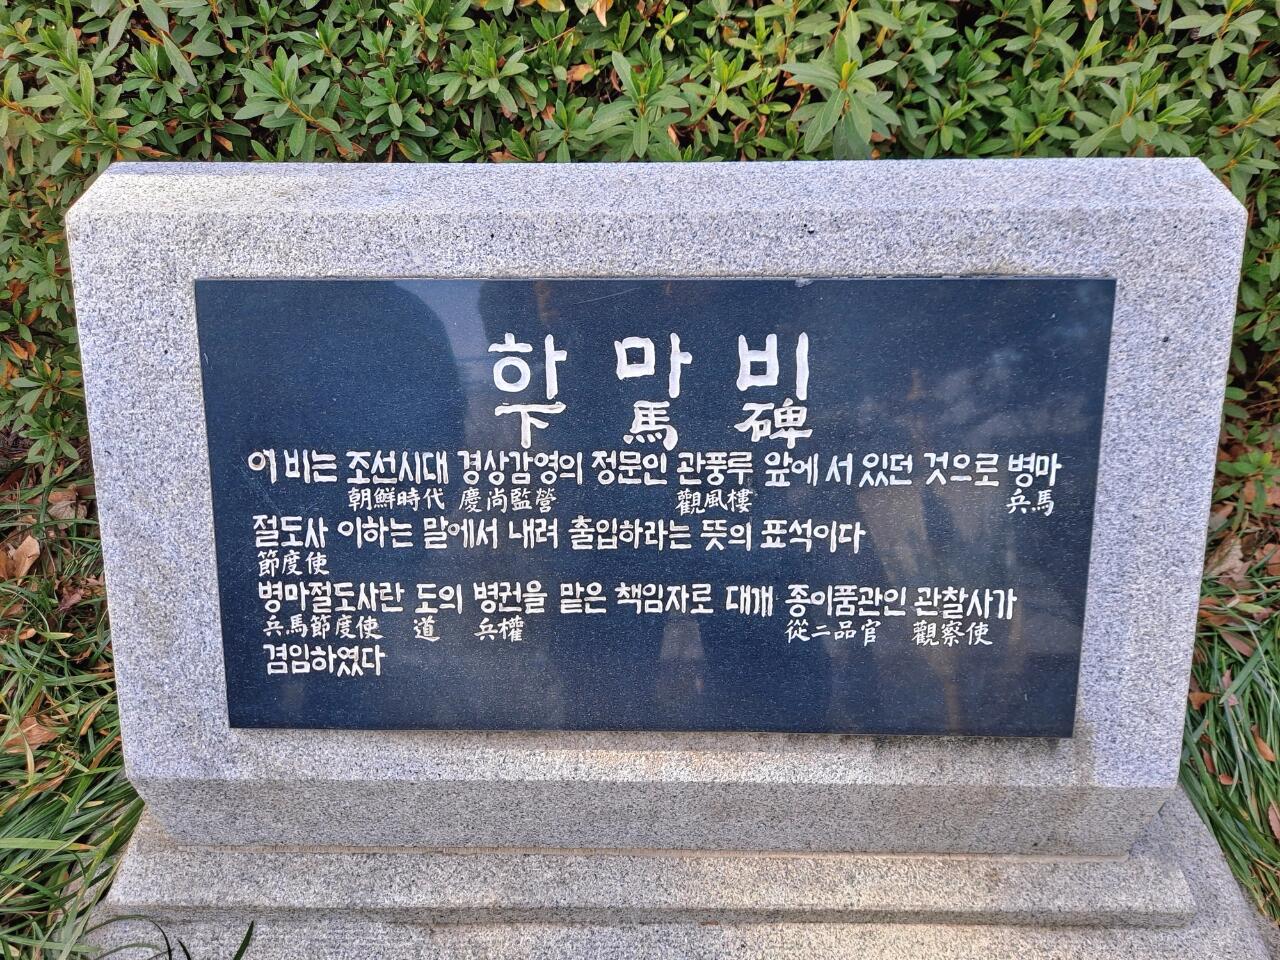 하 마 비
下 馬 碑
이 비는 조선시대 경상감영의 정문인 관풍루 앞에 서 있던 것으로 병마
朝鮮時代 慶尚監營 觀風樓 兵馬
절도사 이하는 말에서 내려 출입하라는 뜻의 표석이다
節度使
병마절도사란 도의 병권을 맡은 책임자로 대개 종이품관인 관찰사가
兵馬節度使 道 兵權 從二品官 觀察使
겸임하였다